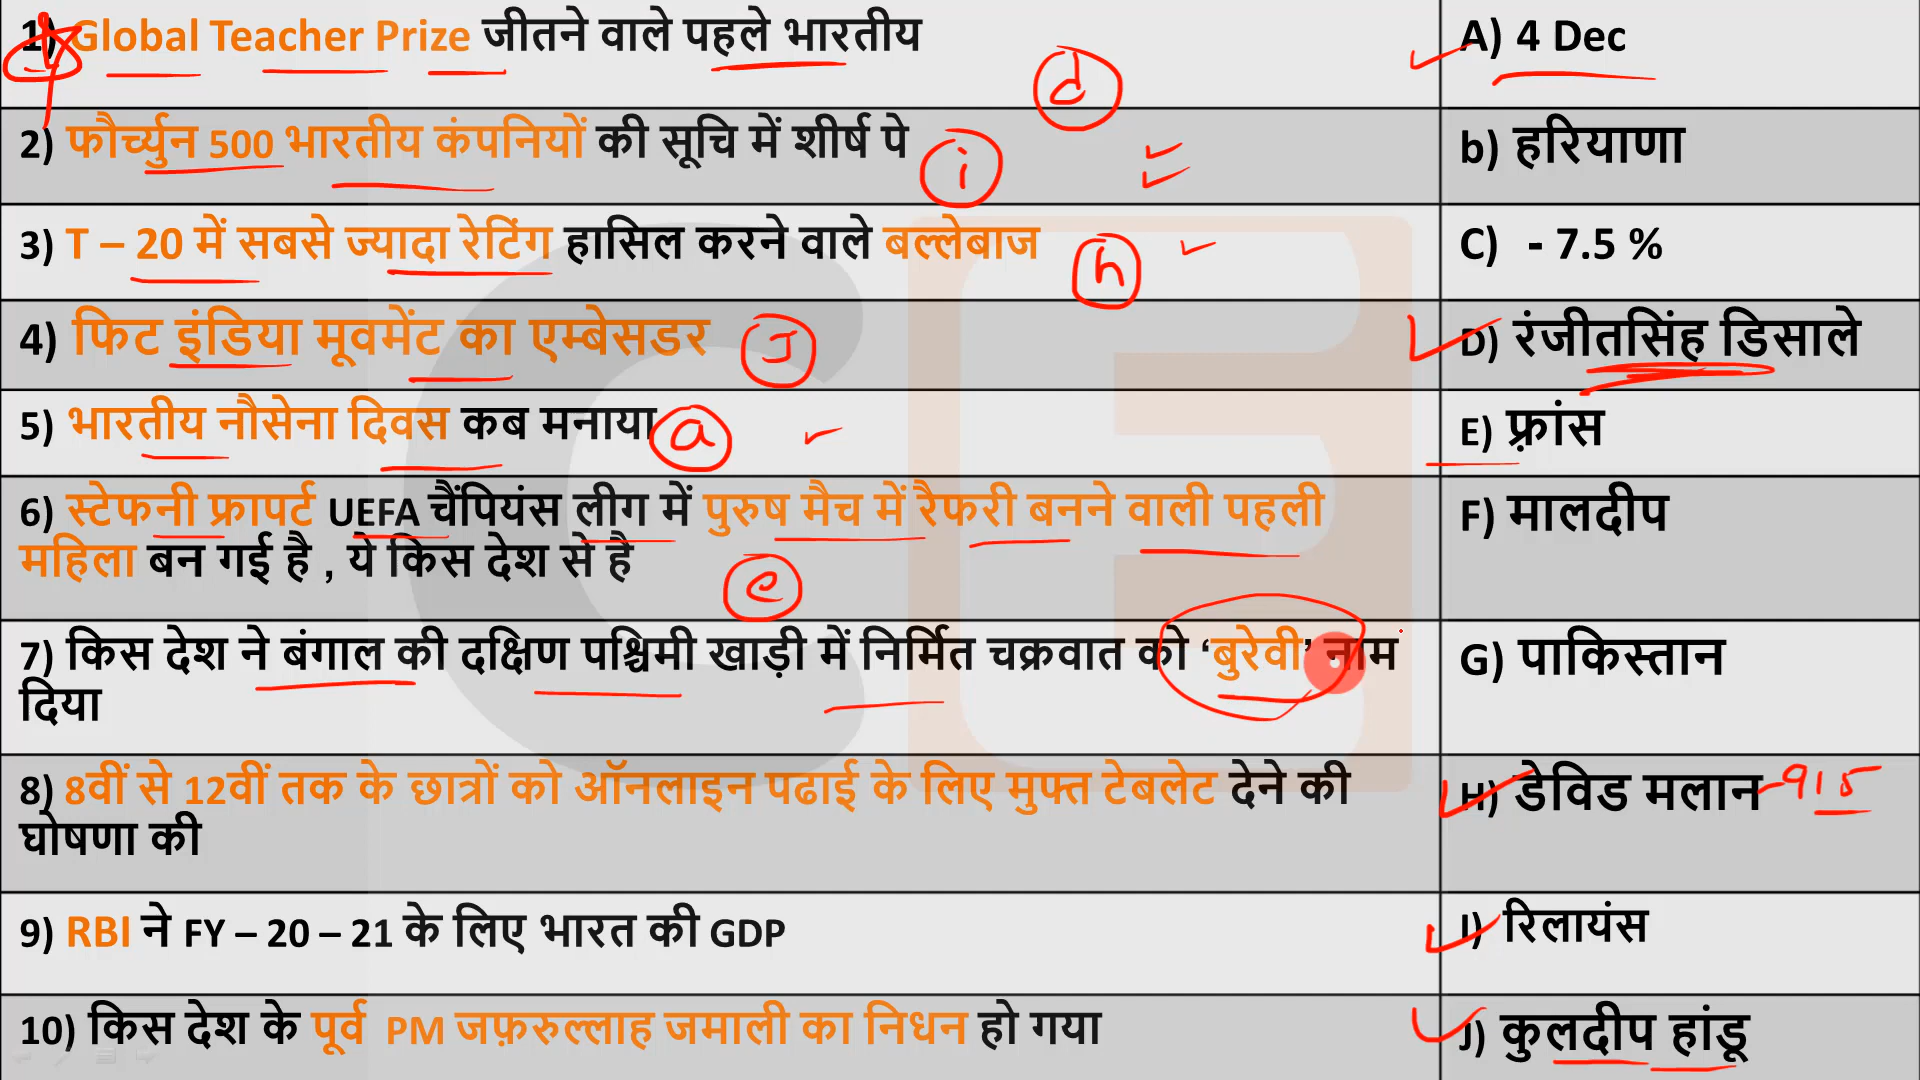 1) Global Teacher Prize जीतने वाले पहले भारतीय
d
A) 4 Dec
2) फौर्च्युन 500 भारतीय कंपनियों की सूचि में शीर्ष पे
i
b) हरियाणा
3) T – 20 में सबसे ज्यादा रेटिंग हासिल करने वाले बल्लेबाज
h
C) - 7.5 %
4) फिट इंडिया मूवमेंट का एम्बेसडर
J
D) रंजीतसिंह डिसाले
5) भारतीय नौसेना दिवस कब मनाया
a
E) फ़्रांस
6) स्टेफनी फ्रापर्ट UEFA चैंपियंस लीग में पुरुष मैच में रैफरी बनने वाली पहली
महिला बन गई है , ये किस देश से है
e
F) मालदीप
7) किस देश ने बंगाल की दक्षिण पश्चिमी खाड़ी में निर्मित चक्रवात को ‘बुरेवी’ नाम
दिया
G) पाकिस्तान
8) 8वीं से 12वीं तक के छात्रों को ऑनलाइन पढाई के लिए मुफ्त टेबलेट देने की
घोषणा की
H) डेविड मलान - 915
9) RBI ने FY – 20 – 21 के लिए भारत की GDP
I) रिलायंस
10) किस देश के पूर्व PM जफ़रुल्लाह जमाली का निधन हो गया
J) कुलदीप हांडू